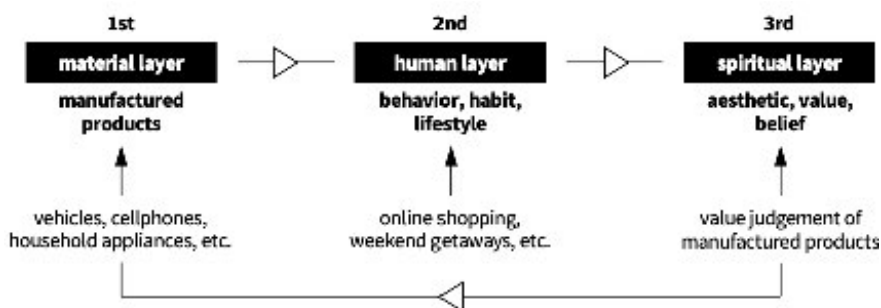 1st
2nd
3rd
material layer
human layer
spiritual layer
manufactured
products
behavior, habit,
lifestyle
aesthetic, value,
belief
vehicles, cellphones,
household appliances, etc.
online shopping,
weekend getaways, etc.
value judgement of
manufactured products